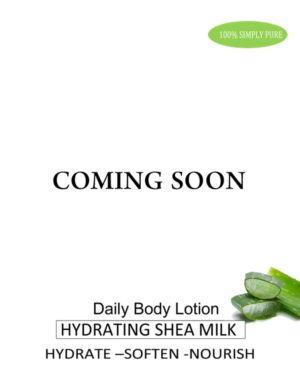 100% SIMPLY PURE
COMING SOON
Daily Body Lotion
HYDRATING SHEA MILK
HYDRATE –SOFTEN -NOURISH